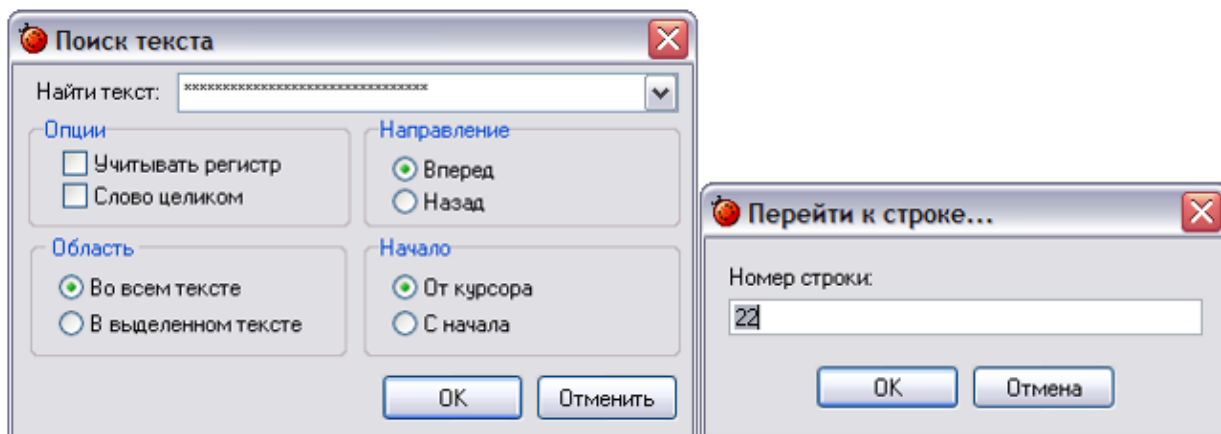 Поиск текста
Найти текст: ********************************
Опции
Учитывать регистр
Слово целиком
Направление
Вперед
Назад
Область
Во всем тексте
В выделенном тексте
Начало
От курсора
С начала
OK Отменить
Перейти к строке...
Номер строки:
22
OK Отмена